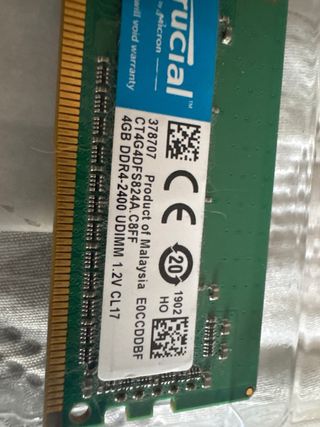 crucial
by Micron
will void warranty
378707 Product of Malaysia E0CCDDBF
CT4G4DFS824A.C8FF
4GB DDR4-2400 UDIMM 1.2V CL17
CE
20
1902
HO